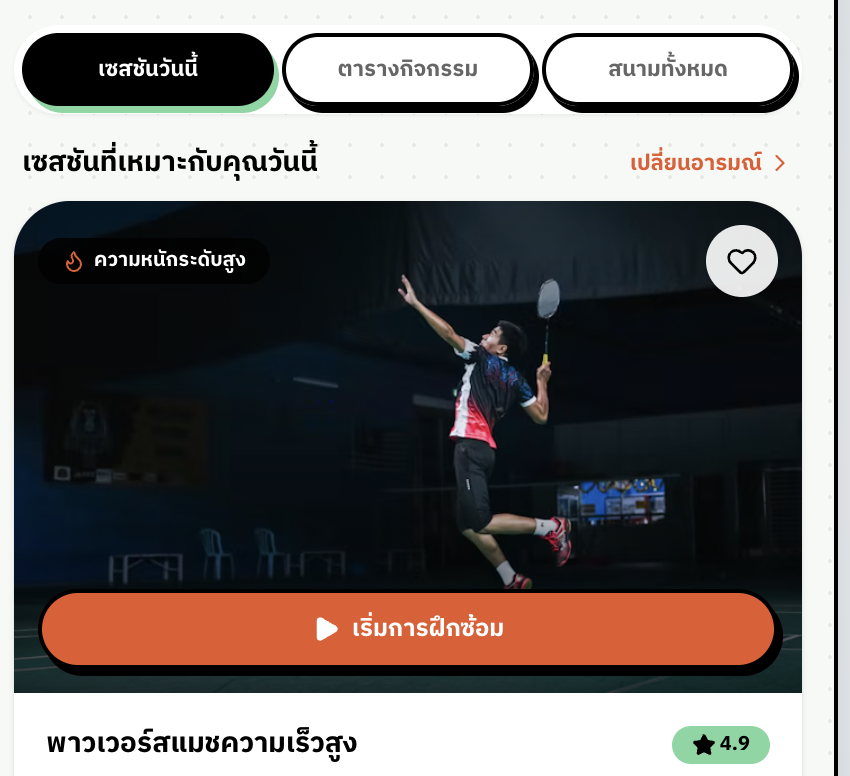 เซสชันวันนี้
ตารางกิจกรรม
สนามทั้งหมด
เซสชันที่เหมาะกับคุณวันนี้
เปลี่ยนอารมณ์
ความหนักระดับสูง
เริ่มการฝึกซ้อม
พาวเวอร์สแมชความเร็วสูง
4.9